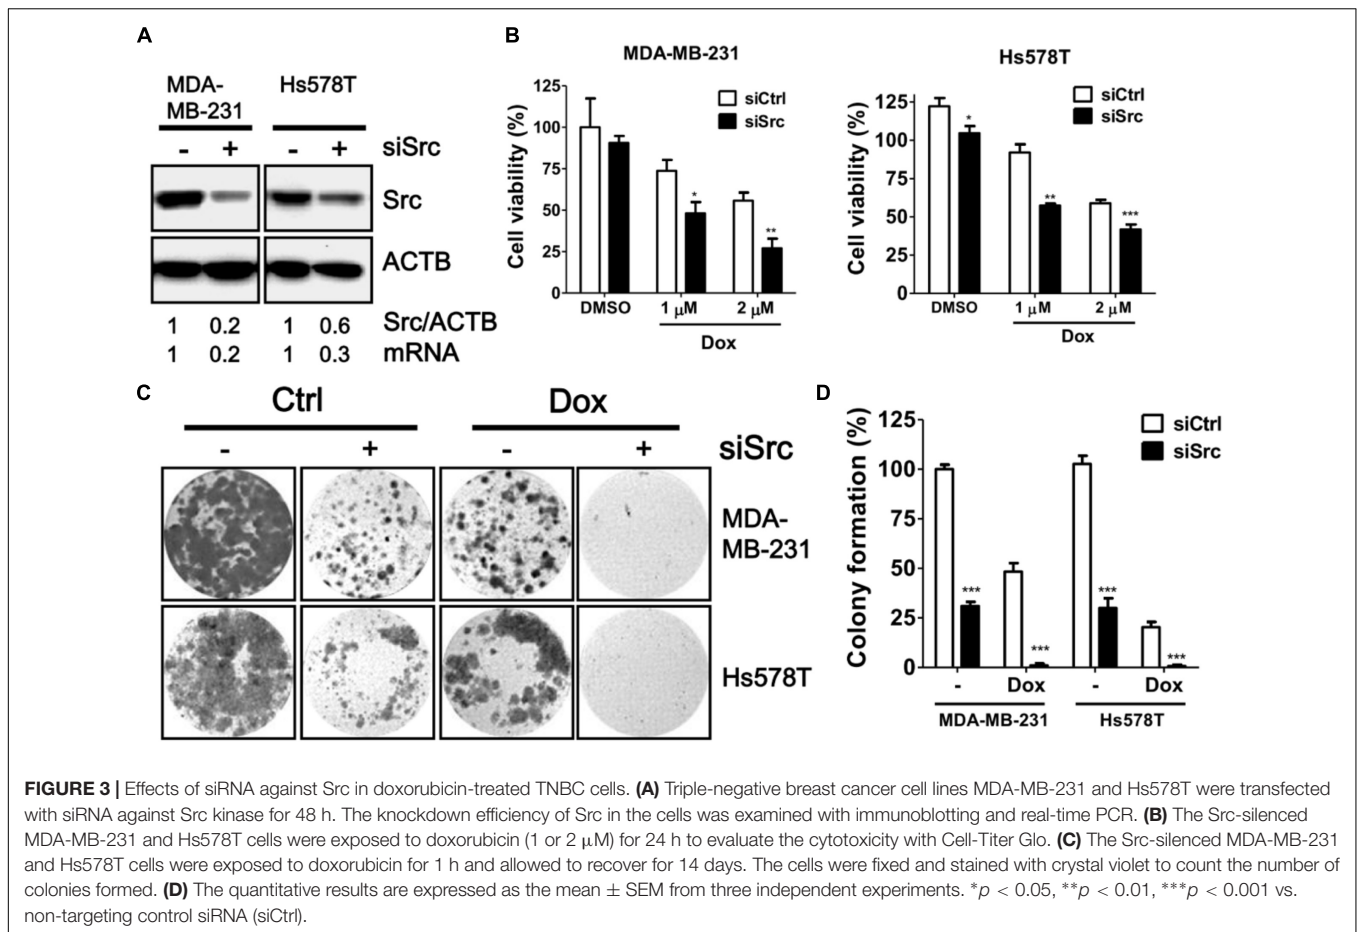 A
MDA-
MB-231
Hs578T
- + - + siSrc
Src
ACTB
1 0.2 1 0.6 Src/ACTB
1 0.2 1 0.3 mRNA
B
MDA-MB-231
Cell viability (%)
125
100
75
50
25
0
siCtrl
siSrc
*
**
DMSO 1 μM 2 μM
Dox
Hs578T
Cell viability (%)
125
100
75
50
25
0
siCtrl
siSrc
*
**
***
DMSO 1 μM 2 μM
Dox
C
Ctrl Dox
- + - + siSrc
MDA-
MB-231
Hs578T
D
Colony formation (%)
125
100
75
50
25
0
siCtrl
siSrc
***
***
***
***
- Dox - Dox
MDA-MB-231 Hs578T
FIGURE 3 | Effects of siRNA against Src in doxorubicin-treated TNBC cells. (A) Triple-negative breast cancer cell lines MDA-MB-231 and Hs578T were transfected
with siRNA against Src kinase for 48 h. The knockdown efficiency of Src in the cells was examined with immunoblotting and real-time PCR. (B) The Src-silenced
MDA-MB-231 and Hs578T cells were exposed to doxorubicin (1 or 2 μM) for 24 h to evaluate the cytotoxicity with Cell-Titer Glo. (C) The Src-silenced MDA-MB-231
and Hs578T cells were exposed to doxorubicin for 1 h and allowed to recover for 14 days. The cells were fixed and stained with crystal violet to count the number of
colonies formed. (D) The quantitative results are expressed as the mean ± SEM from three independent experiments. *p < 0.05, **p < 0.01, ***p < 0.001 vs.
non-targeting control siRNA (siCtrl).